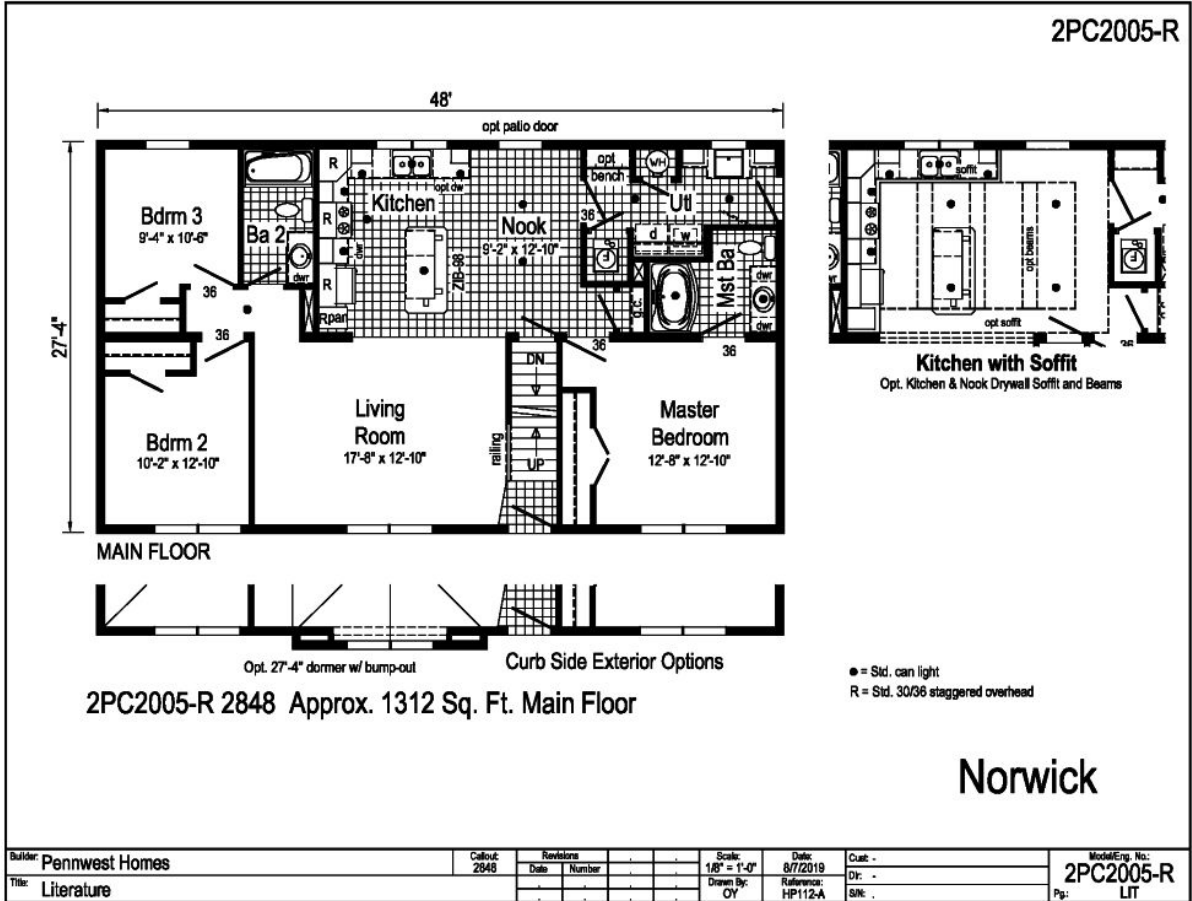 2PC2005-R
48'
opt patio door
27'-4"
Bdrm 3
9'-4" x 10'-6"
Ba 2
dwr
R
R
R
Rpan
Kitchen
opt dw
dwr
ZIB-98
Nook
9'-2" x 12'-10"
opt
bench
36
WH
Utl
d
w
g.c.
Mst Ba
dwr
dwr
36
36
36
36
DN
UP
railing
Bdrm 2
10'-2" x 12'-10"
Living
Room
17'-8" x 12'-10"
Master
Bedroom
12'-8" x 12'-10"
MAIN FLOOR
soffit
opt beams
opt soffit
36
Kitchen with Soffit
Opt. Kitchen & Nook Drywall Soffit and Beams
Opt. 27'-4" dormer w/ bump-out
Curb Side Exterior Options
2PC2005-R 2848 Approx. 1312 Sq. Ft. Main Floor
● = Std. can light
R = Std. 30/36 staggered overhead
Norwick
Builder: Pennwest Homes
Title: Literature
Callout: 2848
Revisions
Date Number
Scale: 1/8" = 1'-0"
Drawn By: OY
Date: 8/7/2019
Reference: HP112-A
Cust: -
Dir: -
S/N: .
Model/Eng. No.: 2PC2005-R
Pg.: LIT